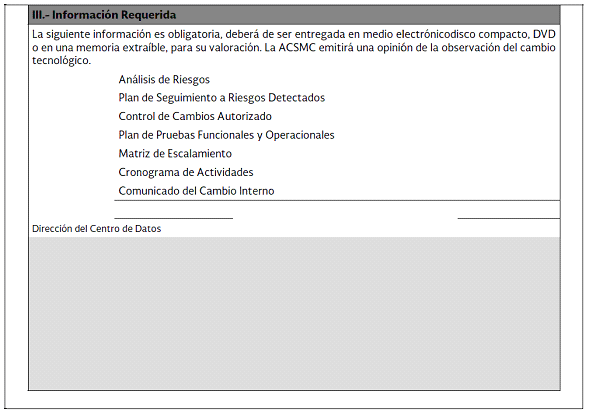 III.- Información Requerida
La siguiente información es obligatoria, deberá de ser entregada en medio electrónicodisco compacto, DVD
o en una memoria extraíble, para su valoración. La ACSMC emitirá una opinión de la observación del cambio
tecnológico.
Análisis de Riesgos
Plan de Seguimiento a Riesgos Detectados
Control de Cambios Autorizado
Plan de Pruebas Funcionales y Operacionales
Matriz de Escalamiento
Cronograma de Actividades
Comunicado del Cambio Interno
Dirección del Centro de Datos